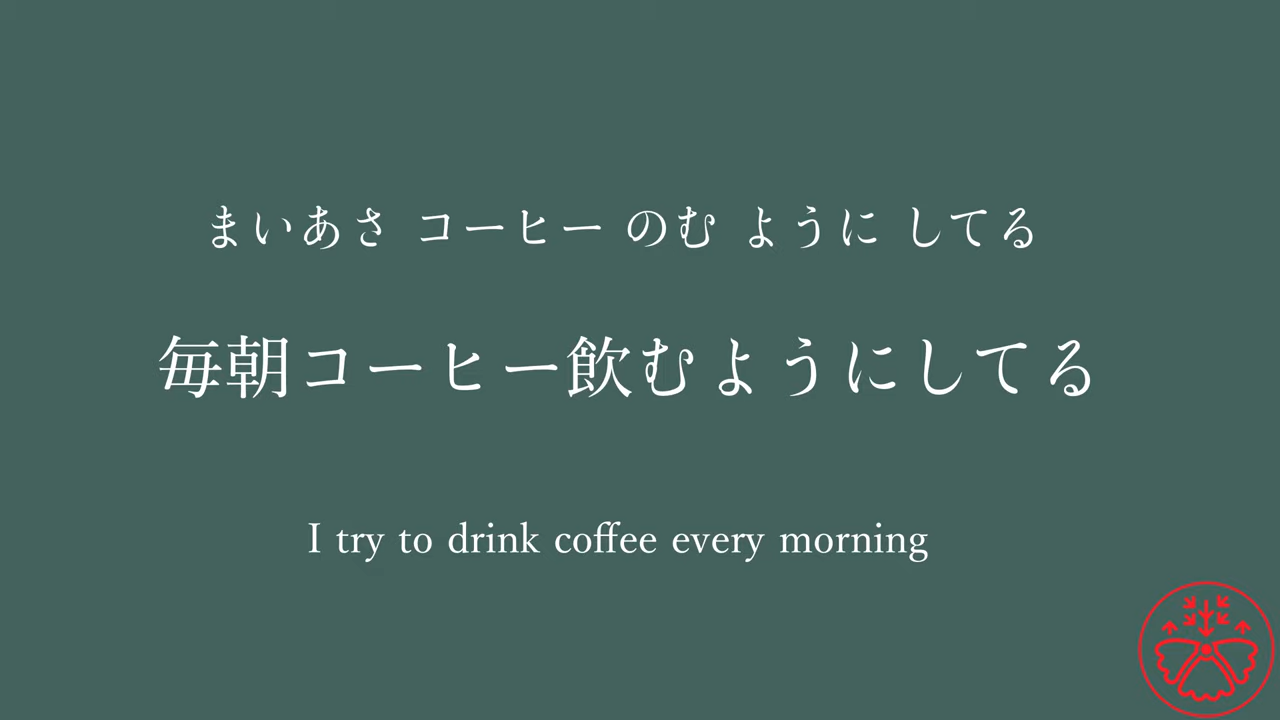 まいあさ コーヒー のむ ように してる
毎朝コーヒー飲むようにしてる
I try to drink coffee every morning